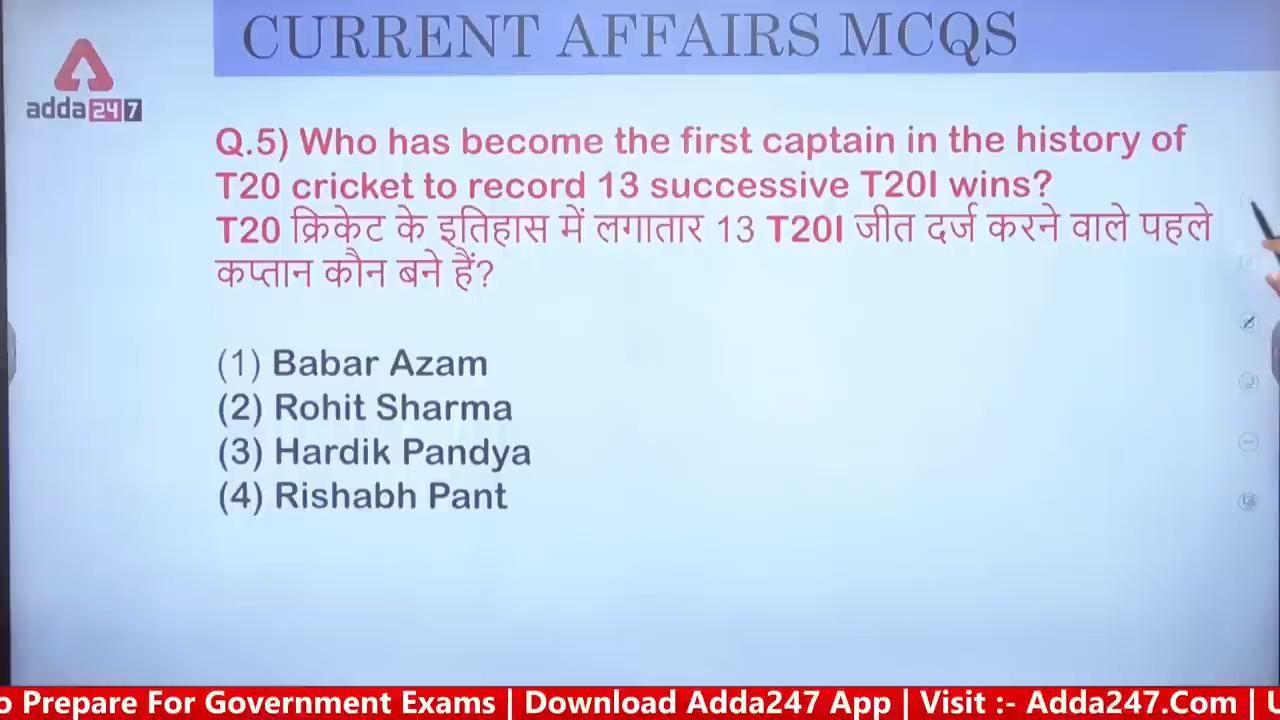 CURRENT AFFAIRS MCQS
adda247
Q.5) Who has become the first captain in the history of
T20 cricket to record 13 successive T20I wins?
T20 क्रिकेट के इतिहास में लगातार 13 T20I जीत दर्ज करने वाले पहले
कप्तान कौन बने हैं?
(1) Babar Azam
(2) Rohit Sharma
(3) Hardik Pandya
(4) Rishabh Pant
o Prepare For Government Exams | Download Adda247 App | Visit :- Adda247.Com | U